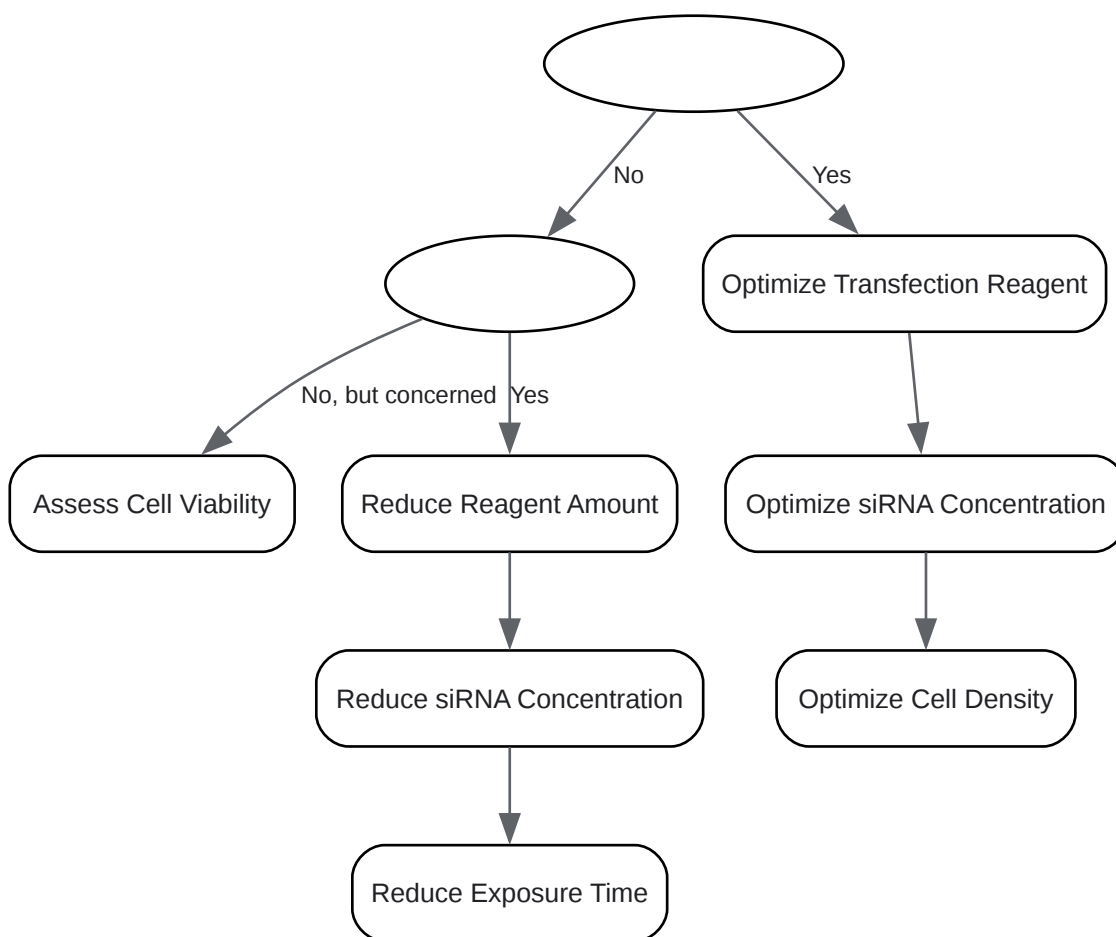 No
Yes
Optimize Transfection Reagent
No, but concerned
Yes
Assess Cell Viability
Reduce Reagent Amount
Optimize siRNA Concentration
Reduce siRNA Concentration
Optimize Cell Density
Reduce Exposure Time